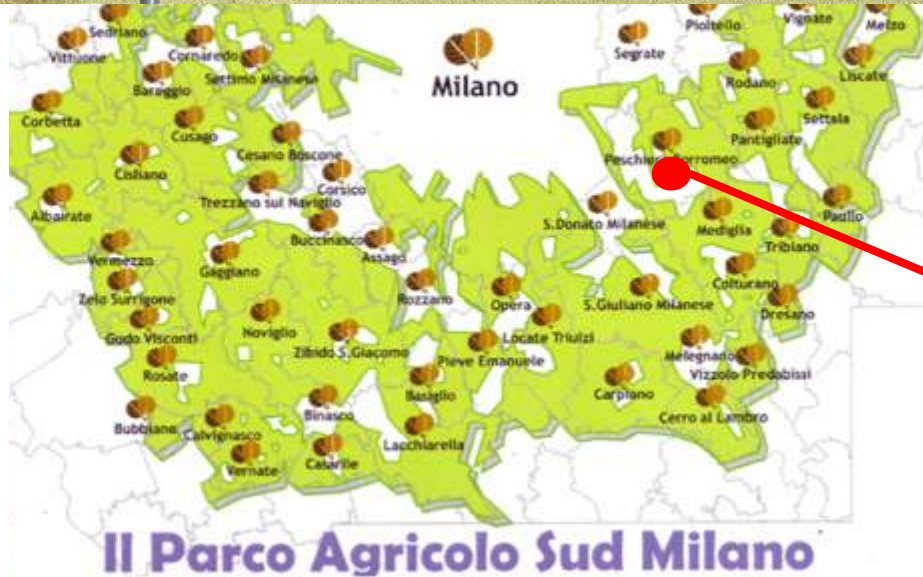 Sedriano
Vittuone
Cornaredo
Settimo Milanese
Bareggio
Corbetta
Cusago
Cesano Boscone
Cisliano
Corsico
Trezzano sul Naviglio
Albairate
Buccinasco
Assago
Vermezzo
Gaggiano
Zelo Surrigone
Rozzano
Gudo Visconti
Noviglio
Zibido S.Giacomo
Rosate
Basiglio
Bubbiano
Calvignasco
Binasco
Lacchiarella
Vernate
Casarile
Milano
Pioltello
Vignate
Melzo
Segrate
Rodano
Liscate
Settala
Pantigliate
Borromeo
S.Donato Milanese
Mediglia
Paullo
Tribiano
Colturano
Opera
S.Giuliano Milanese
Dresano
Locate Triulzi
Pieve Emanuele
Melegnano
Vizzolo Predabissi
Carpiano
Cerro al Lambro
Il Parco Agricolo Sud Milano